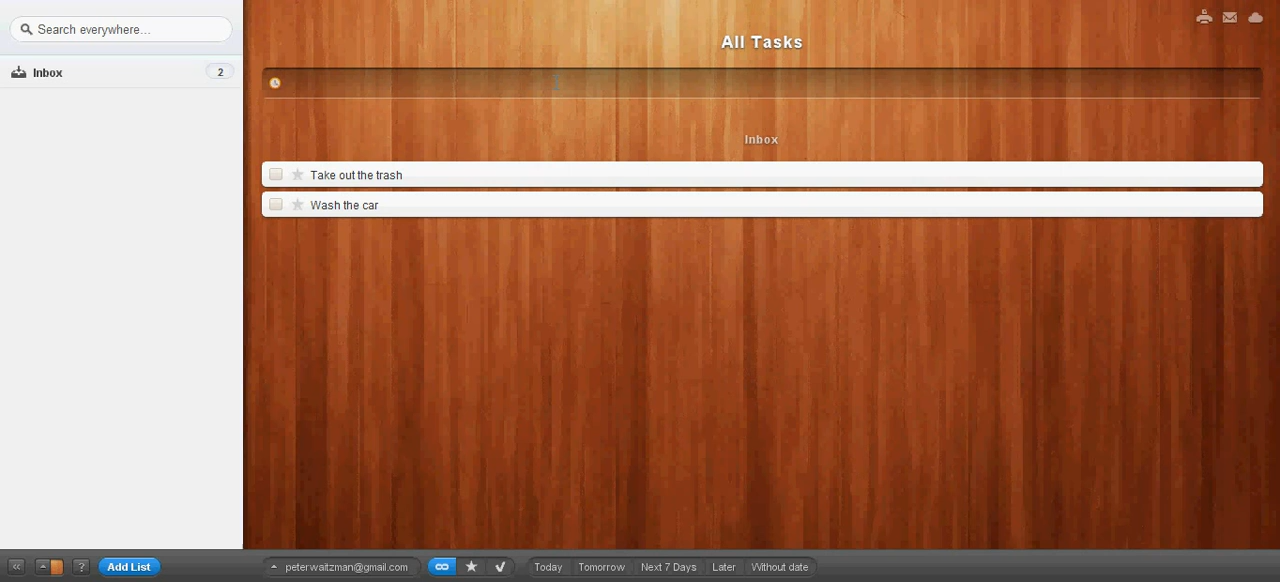 Search everywhere...
Inbox 2
All Tasks
Inbox
Take out the trash
Wash the car
« ? Add List peterwaitzman@gmail.com Today Tomorrow Next 7 Days Later Without date